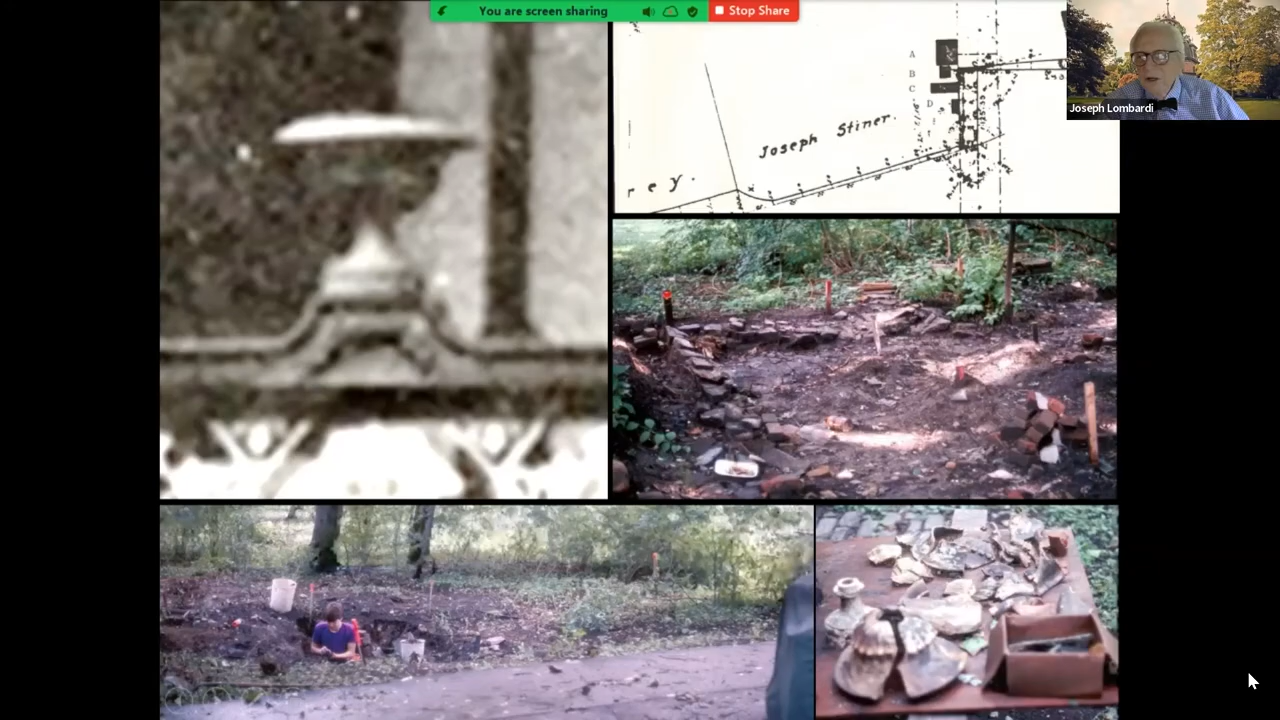 You are screen sharing
Stop Share
A
B
C
D
Joseph Stiner.
rey.
Joseph Lombardi